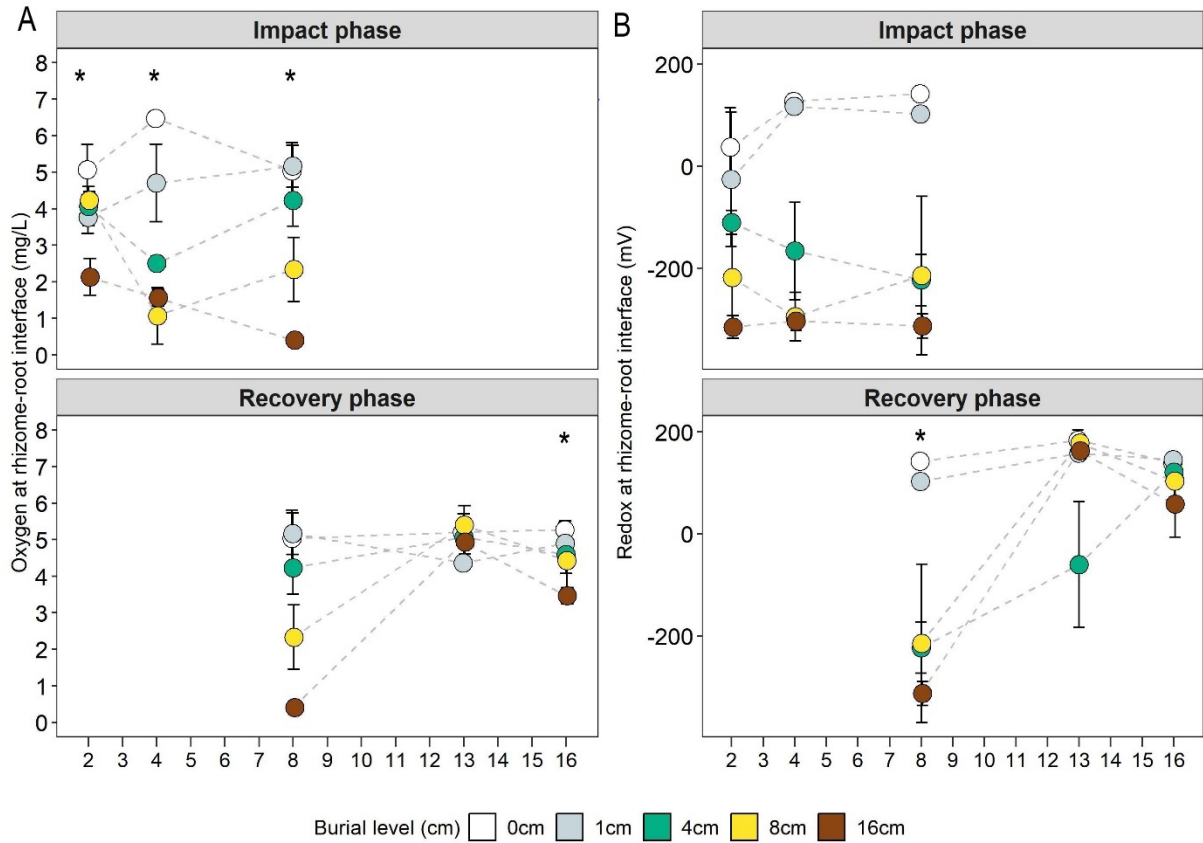 A
Impact phase
Oxygen at rhizome-root interface (mg/L)
8
7
6
5
4
3
2
1
0
* * *
Recovery phase
8
7
6
5
4
3
2
1
0
*
2 3 4 5 6 7 8 9 10 11 12 13 14 15 16
B
Impact phase
Redox at rhizome-root interface (mV)
200
0
-200
Recovery phase
200
0
-200
*
2 3 4 5 6 7 8 9 10 11 12 13 14 15 16
Burial level (cm) 0cm 1cm 4cm 8cm 16cm